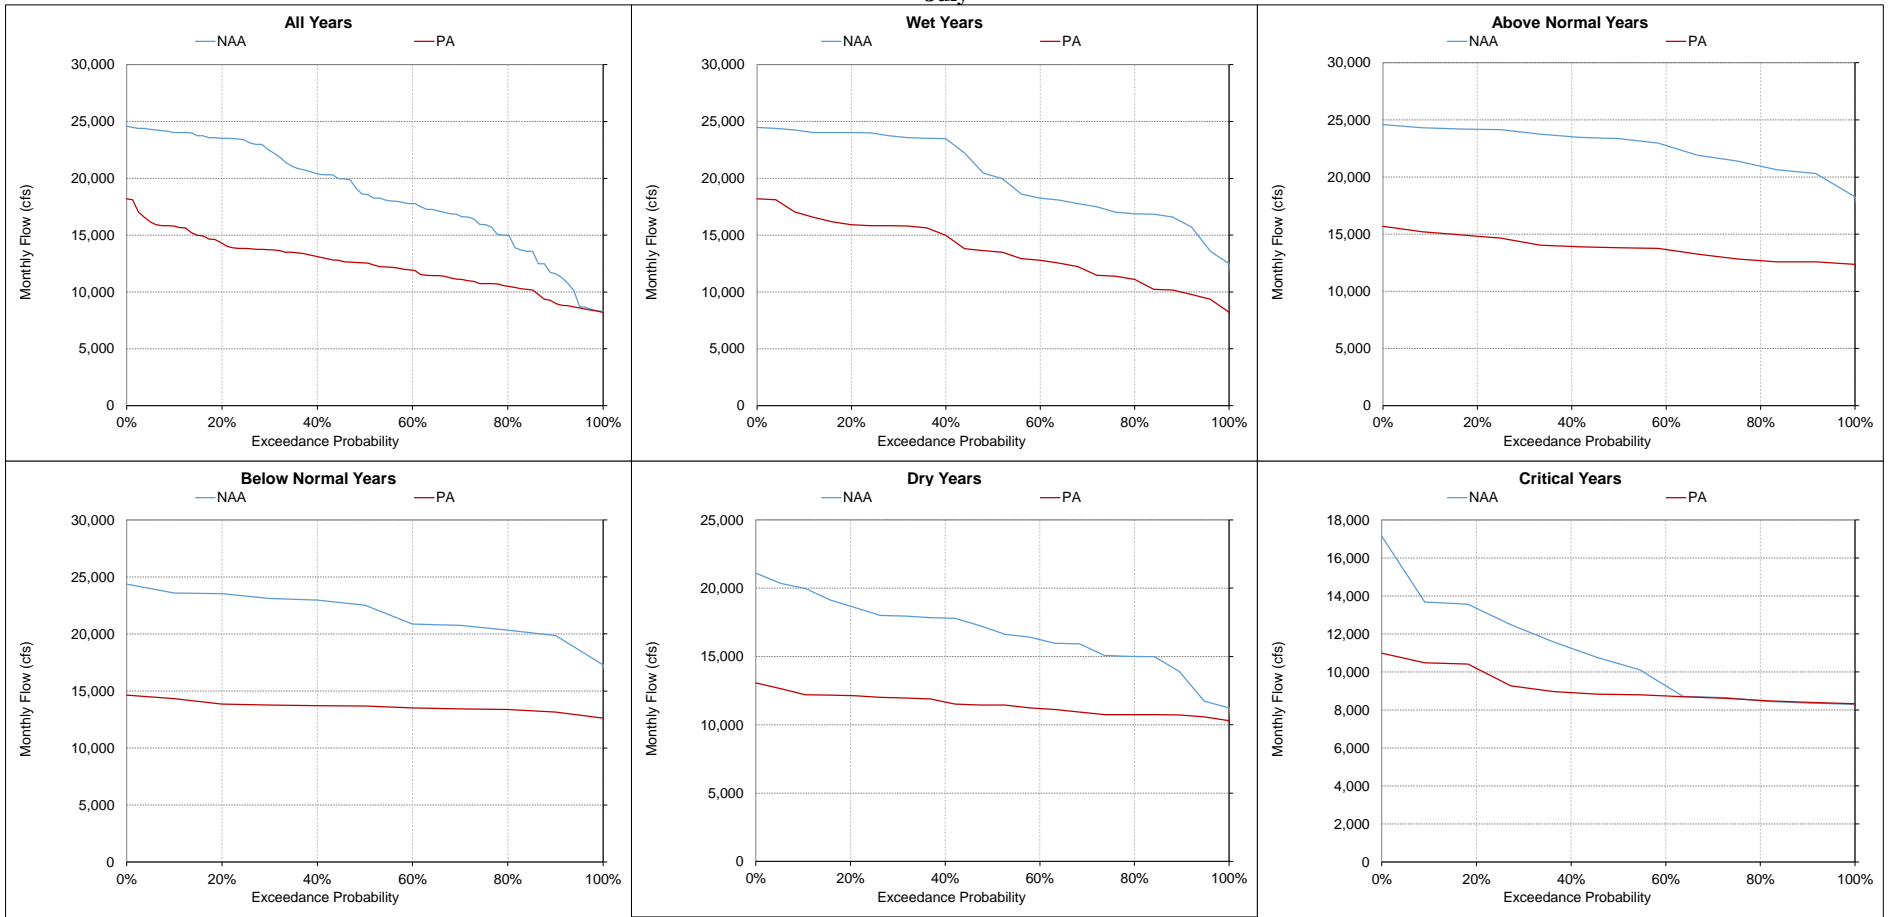 All Years
NAA PA
30,000
25,000
20,000
15,000
10,000
5,000
0
0% 20% 40% 60% 80% 100%
Monthly Flow (cfs)
Exceedance Probability
Wet Years
NAA PA
30,000
25,000
20,000
15,000
10,000
5,000
0
0% 20% 40% 60% 80% 100%
Monthly Flow (cfs)
Exceedance Probability
Above Normal Years
NAA PA
30,000
25,000
20,000
15,000
10,000
5,000
0
0% 20% 40% 60% 80% 100%
Monthly Flow (cfs)
Exceedance Probability
Below Normal Years
NAA PA
30,000
25,000
20,000
15,000
10,000
5,000
0
0% 20% 40% 60% 80% 100%
Monthly Flow (cfs)
Exceedance Probability
Dry Years
NAA PA
25,000
20,000
15,000
10,000
5,000
0
0% 20% 40% 60% 80% 100%
Monthly Flow (cfs)
Exceedance Probability
Critical Years
NAA PA
18,000
16,000
14,000
12,000
10,000
8,000
6,000
4,000
2,000
0
0% 20% 40% 60% 80% 100%
Monthly Flow (cfs)
Exceedance Probability